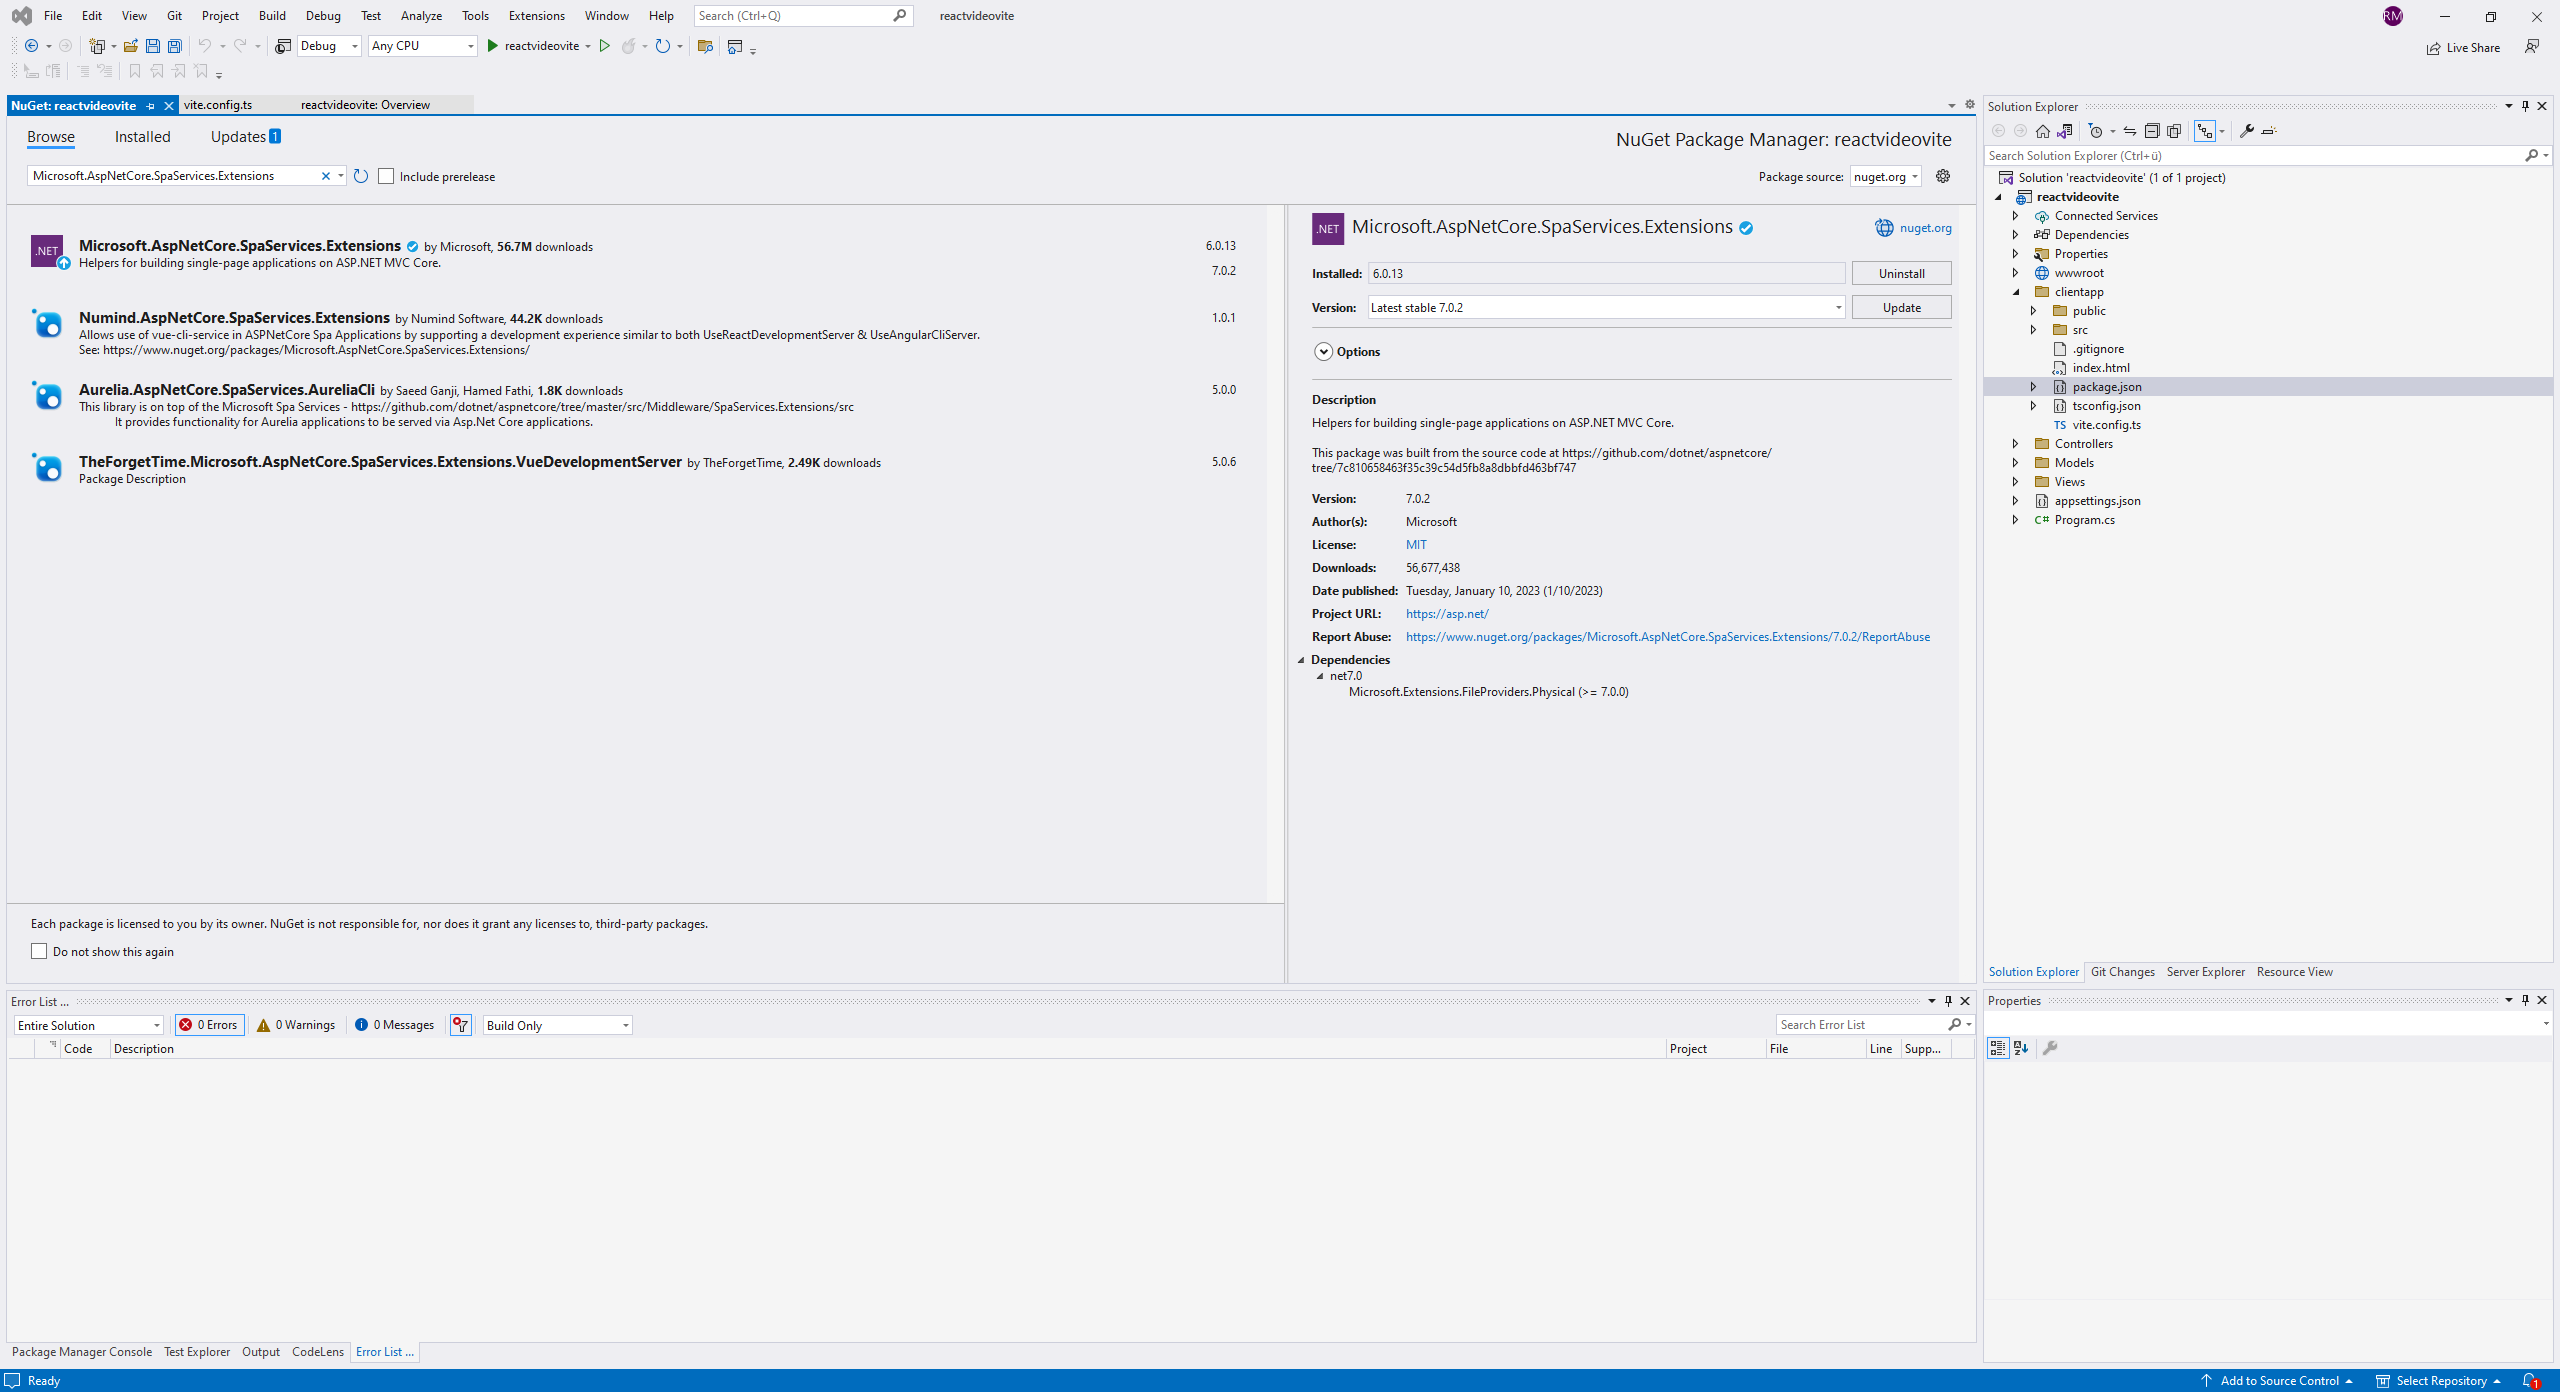 File Edit View Git Project Build Debug Test Analyze Tools Extensions Window Help Search (Ctrl+Q) reactvideovite RM
Debug Any CPU reactvideovite Live Share
NuGet: reactvideovite vite.config.ts reactvideovite: Overview
Browse Installed Updates 1
NuGet Package Manager: reactvideovite
Microsoft.AspNetCore.SpaServices.Extensions Include prerelease
Package source: nuget.org
.NET Microsoft.AspNetCore.SpaServices.Extensions by Microsoft, 56.7M downloads 6.0.13
Helpers for building single-page applications on ASP.NET MVC Core. 7.0.2
Numind.AspNetCore.SpaServices.Extensions by Numind Software, 44.2K downloads 1.0.1
Allows use of vue-cli-service in ASPNetCore Spa Applications by supporting a development experience similar to both UseReactDevelopmentServer & UseAngularCliServer.
See: https://www.nuget.org/packages/Microsoft.AspNetCore.SpaServices.Extensions/
Aurelia.AspNetCore.SpaServices.AureliaCli by Saeed Ganji, Hamed Fathi, 1.8K downloads 5.0.0
This library is on top of the Microsoft Spa Services - https://github.com/dotnet/aspnetcore/tree/master/src/Middleware/SpaServices.Extensions/src
It provides functionality for Aurelia applications to be served via Asp.Net Core applications.
TheForgetTime.Microsoft.AspNetCore.SpaServices.Extensions.VueDevelopmentServer by TheForgetTime, 2.49K downloads 5.0.6
Package Description
Each package is licensed to you by its owner. NuGet is not responsible for, nor does it grant any licenses to, third-party packages.
Do not show this again
.NET Microsoft.AspNetCore.SpaServices.Extensions nuget.org
Installed: 6.0.13 Uninstall
Version: Latest stable 7.0.2 Update
Options
Description
Helpers for building single-page applications on ASP.NET MVC Core.
This package was built from the source code at https://github.com/dotnet/aspnetcore/
tree/7c810658463f35c39c54d5fb8a8dbbfd463bf747
Version: 7.0.2
Author(s): Microsoft
License: MIT
Downloads: 56,677,438
Date published: Tuesday, January 10, 2023 (1/10/2023)
Project URL: https://asp.net/
Report Abuse: https://www.nuget.org/packages/Microsoft.AspNetCore.SpaServices.Extensions/7.0.2/ReportAbuse
Dependencies
net7.0
Microsoft.Extensions.FileProviders.Physical (>= 7.0.0)
Solution Explorer
Search Solution Explorer (Ctrl+ü)
Solution 'reactvideovite' (1 of 1 project)
reactvideovite
Connected Services
Dependencies
Properties
wwwroot
clientapp
public
src
.gitignore
index.html
package.json
tsconfig.json
TS vite.config.ts
Controllers
Models
Views
appsettings.json
C# Program.cs
Solution Explorer Git Changes Server Explorer Resource View
Properties
Error List ...
Entire Solution 0 Errors 0 Warnings 0 Messages Build Only Search Error List
Code Description Project File Line Supp...
Package Manager Console Test Explorer Output CodeLens Error List ...
Ready Add to Source Control Select Repository 1